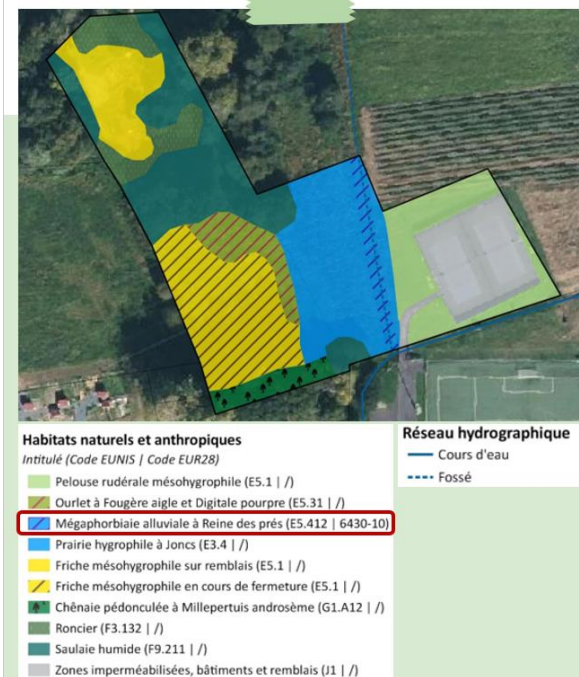 Habitats naturels et anthropiques
Intitulé (Code EUNIS | Code EUR28)
Pelouse rudérale mésohygrophile (E5.1 | /)
Ourlet à Fougère aigle et Digitale pourpre (E5.31 | /)
Mégaphorbiaie alluviale à Reine des prés (E5.412 | 6430-10)
Prairie hygrophile à Joncs (E3.4 | /)
Friche mésohygrophile sur remblais (E5.1 | /)
Friche mésohygrophile en cours de fermeture (E5.1 | /)
Chênaie pédonculée à Millepertuis androsème (G1.A12 | /)
Roncier (F3.132 | /)
Saulaie humide (F9.211 | /)
Zones imperméabilisées, bâtiments et remblais (J1 | /)
Réseau hydrographique
Cours d'eau
Fossé